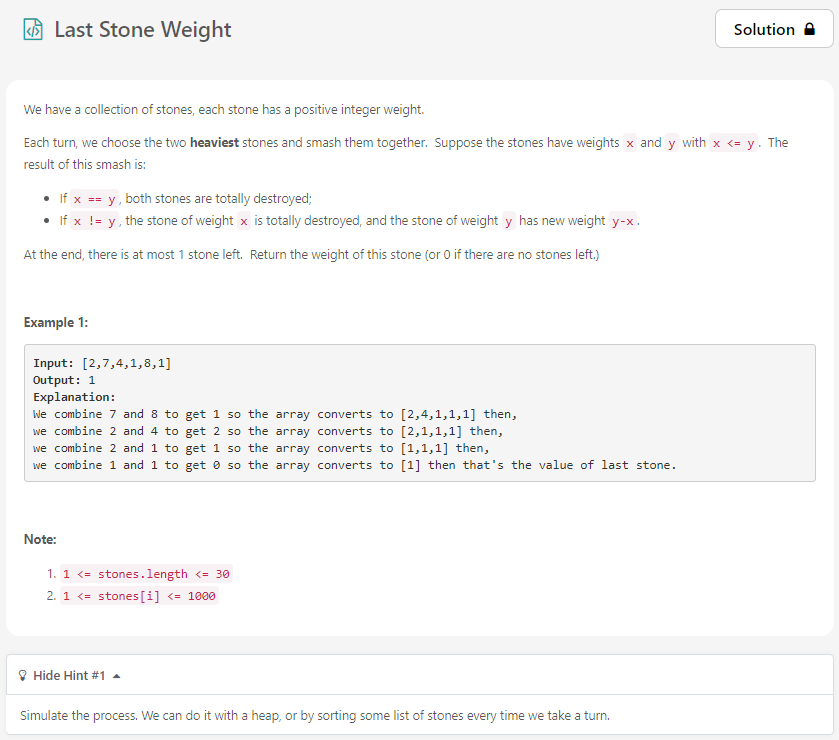 Last Stone Weight
Solution
We have a collection of stones, each stone has a positive integer weight.
Each turn, we choose the two heaviest stones and smash them together.  Suppose the stones have weights x and y with x <= y.  The
result of this smash is:
If x == y, both stones are totally destroyed;
If x != y, the stone of weight x is totally destroyed, and the stone of weight y has new weight y-x.
At the end, there is at most 1 stone left.  Return the weight of this stone (or 0 if there are no stones left.)
Example 1:
Input: [2,7,4,1,8,1]
Output: 1
Explanation:
We combine 7 and 8 to get 1 so the array converts to [2,4,1,1,1] then,
we combine 2 and 4 to get 2 so the array converts to [2,1,1,1] then,
we combine 2 and 1 to get 1 so the array converts to [1,1,1] then,
we combine 1 and 1 to get 0 so the array converts to [1] then that's the value of last stone.
Note:
1. 1 <= stones.length <= 30
2. 1 <= stones[i] <= 1000
Hide Hint #1
Simulate the process. We can do it with a heap, or by sorting some list of stones every time we take a turn.